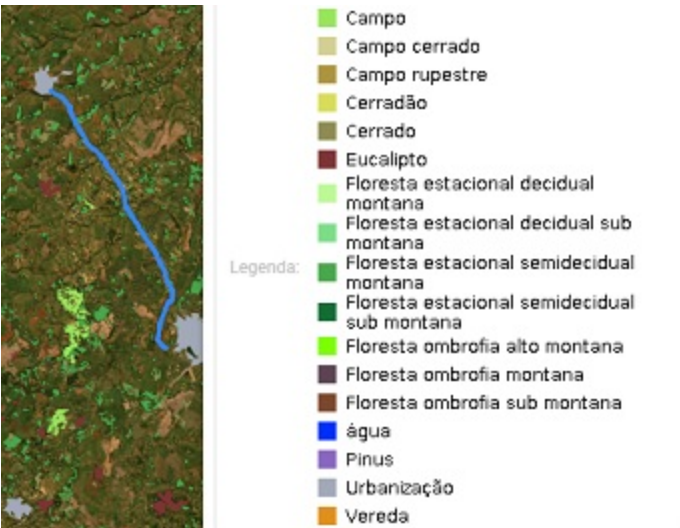 Campo
Campo cerrado
Campo rupestre
Cerradão
Cerrado
Eucalipto
Floresta estacional decidual
montana
Floresta estacional decidual sub
montana
Legenda:
Floresta estacional semidecidual
montana
Floresta estacional semidecidual
sub montana
Floresta ombrofia alto montana
Floresta ombrofia montana
Floresta ombrofia sub montana
água
Pinus
Urbanização
Vereda